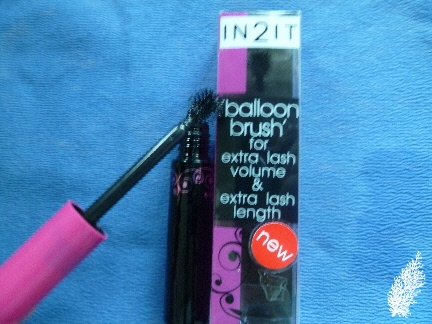 IN2IT
'balloon
brush'
for
extra lash
volume
&
extra lash
length
new